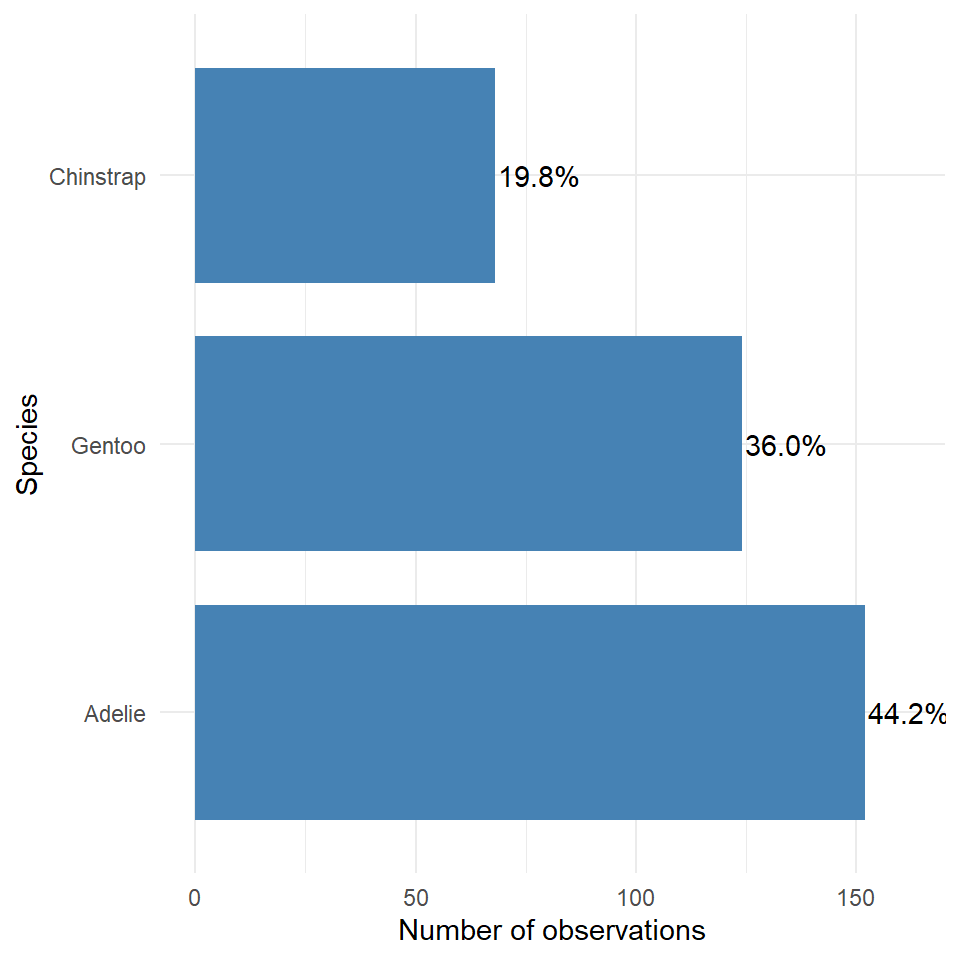 Chinstrap
19.8%
Species
Gentoo
36.0%
Adelie
44.2%
0 50 100 150
Number of observations